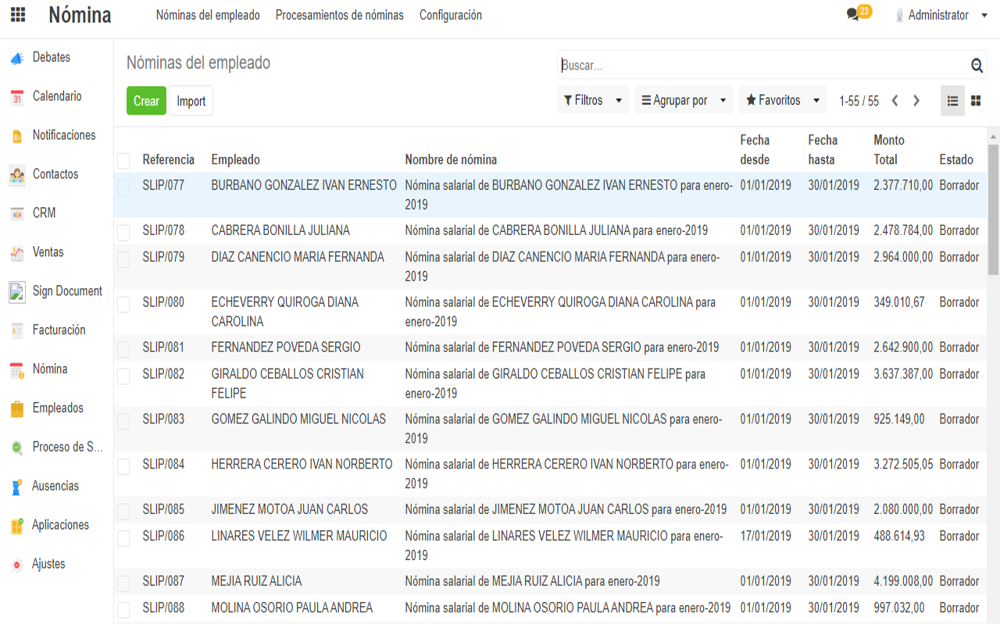 Nómina
Nóminas del empleado Procesamientos de nóminas Configuración
23
Administrator
Debates
31
Calendario
Notificaciones
Contactos
CRM
Ventas
Sign Document
Facturación
Nómina
Empleados
Proceso de S...
Ausencias
Aplicaciones
Ajustes
Nóminas del empleado
Buscar...
Crear Import
Filtros Agrupar por Favoritos 1-55 / 55
Referencia Empleado Nombre de nómina Fecha desde Fecha hasta Monto Total Estado
SLIP/077 BURBANO GONZALEZ IVAN ERNESTO Nómina salarial de BURBANO GONZALEZ IVAN ERNESTO para enero- 01/01/2019 30/01/2019 2.377.710,00 Borrador
2019
SLIP/078 CABRERA BONILLA JULIANA Nómina salarial de CABRERA BONILLA JULIANA para enero-2019 01/01/2019 30/01/2019 2.478.784,00 Borrador
SLIP/079 DIAZ CANENCIO MARIA FERNANDA Nómina salarial de DIAZ CANENCIO MARIA FERNANDA para enero- 01/01/2019 30/01/2019 2.964.000,00 Borrador
2019
SLIP/080 ECHEVERRY QUIROGA DIANA Nómina salarial de ECHEVERRY QUIROGA DIANA CAROLINA para 01/01/2019 30/01/2019 349.010,67 Borrador
CAROLINA enero-2019
SLIP/081 FERNANDEZ POVEDA SERGIO Nómina salarial de FERNANDEZ POVEDA SERGIO para enero-2019 01/01/2019 30/01/2019 2.642.900,00 Borrador
SLIP/082 GIRALDO CEBALLOS CRISTIAN Nómina salarial de GIRALDO CEBALLOS CRISTIAN FELIPE para 01/01/2019 30/01/2019 3.637.387,00 Borrador
FELIPE enero-2019
SLIP/083 GOMEZ GALINDO MIGUEL NICOLAS Nómina salarial de GOMEZ GALINDO MIGUEL NICOLAS para enero- 01/01/2019 30/01/2019 925.149,00 Borrador
2019
SLIP/084 HERRERA CERERO IVAN NORBERTO Nómina salarial de HERRERA CERERO IVAN NORBERTO para enero- 01/01/2019 30/01/2019 3.272.505,05 Borrador
2019
SLIP/085 JIMENEZ MOTOA JUAN CARLOS Nómina salarial de JIMENEZ MOTOA JUAN CARLOS para enero-2019 01/01/2019 30/01/2019 2.080.000,00 Borrador
SLIP/086 LINARES VELEZ WILMER MAURICIO Nómina salarial de LINARES VELEZ WILMER MAURICIO para enero- 17/01/2019 30/01/2019 488.614,93 Borrador
2019
SLIP/087 MEJIA RUIZ ALICIA Nómina salarial de MEJIA RUIZ ALICIA para enero-2019 01/01/2019 30/01/2019 4.199.008,00 Borrador
SLIP/088 MOLINA OSORIO PAULA ANDREA Nómina salarial de MOLINA OSORIO PAULA ANDREA para enero-2019 01/01/2019 30/01/2019 997.032,00 Borrador